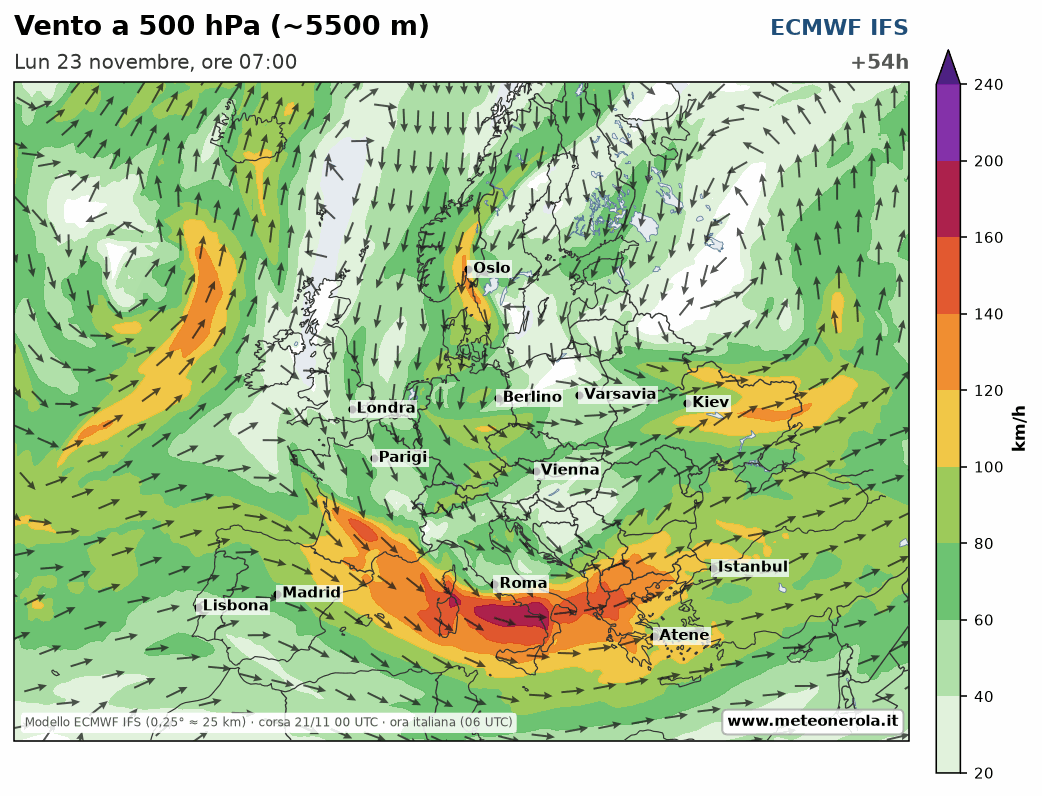 Vento a 500 hPa (~5500 m)
ECMWF IFS
Lun 23 novembre, ore 07:00
+54h
240
200
160
140
120
100
80
60
40
20
km/h
Oslo
Londra
Berlino
Varsavia
Kiev
Parigi
Vienna
Istanbul
Roma
Madrid
Lisbona
Atene
Modello ECMWF IFS (0,25° ≈ 25 km) · corsa 21/11 00 UTC · ora italiana (06 UTC)
www.meteonerola.it